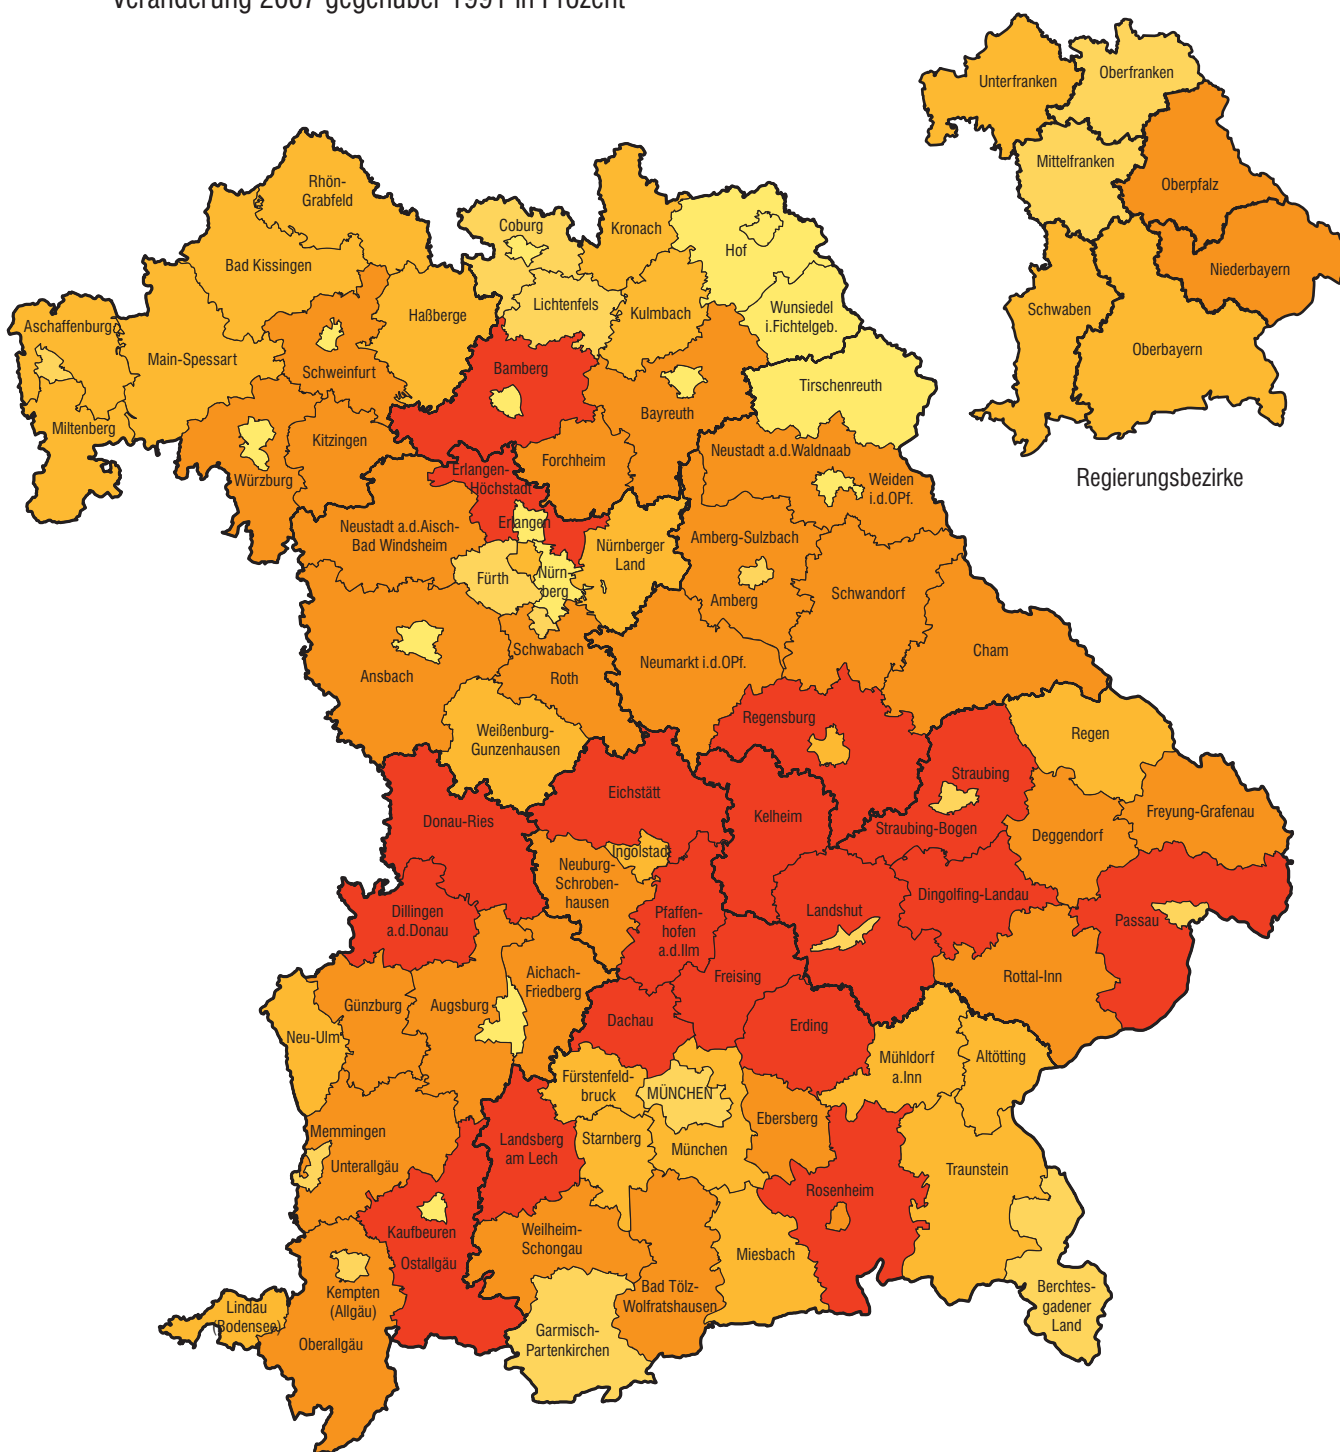 Veränderung 2007 gegenüber 1991 in Prozent
Unterfranken
Oberfranken
Mittelfranken
Oberpfalz
Niederbayern
Schwaben
Oberbayern
Regierungsbezirke
Rhön-
Grabfeld
Coburg
Kronach
Hof
Bad Kissingen
Lichtenfels
Kulmbach
Wunsiedel
i.Fichtelgeb.
Aschaffenburg
Haßberge
Main-Spessart
Schweinfurt
Bamberg
Tirschenreuth
Miltenberg
Kitzingen
Bayreuth
Würzburg
Forchheim
Neustadt a.d.Waldnaab
Weiden
i.d.OPf.
Erlangen-
Höchstadt
Erlangen
Neustadt a.d.Aisch-
Bad Windsheim
Nürnberger
Land
Amberg-Sulzbach
Fürth
Nürn-
berg
Amberg
Schwandorf
Schwabach
Roth
Ansbach
Neumarkt i.d.OPf.
Cham
Weißenburg-
Gunzenhausen
Regensburg
Regen
Straubing
Eichstätt
Donau-Ries
Kelheim
Straubing-Bogen
Deggendorf
Freyung-Grafenau
Ingolstadt
Neuburg-
Schroben-
hausen
Dillingen
a.d.Donau
Pfaffen-
hofen
a.d.Ilm
Landshut
Dingolfing-Landau
Passau
Aichach-
Friedberg
Freising
Rottal-Inn
Günzburg
Augsburg
Dachau
Erding
Neu-Ulm
Mühldorf
a.Inn
Altötting
Fürstenfeld-
bruck
MÜNCHEN
Ebersberg
Memmingen
Unterallgäu
Landsberg
am Lech
Starnberg
München
Traunstein
Rosenheim
Kaufbeuren
Ostallgäu
Weilheim-
Schongau
Miesbach
Kempten
(Allgäu)
Bad Tölz-
Wolfratshausen
Berchtes-
gadener
Land
Lindau
(Bodensee)
Oberallgäu
Garmisch-
Partenkirchen